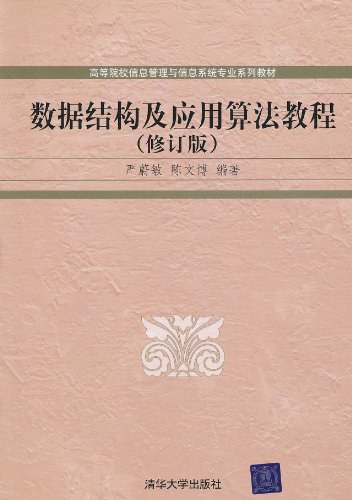 高等院校信息管理与信息系统专业系列教材
数据结构及应用算法教程
(修订版)
严蔚敏 陈文博 编著
清华大学出版社